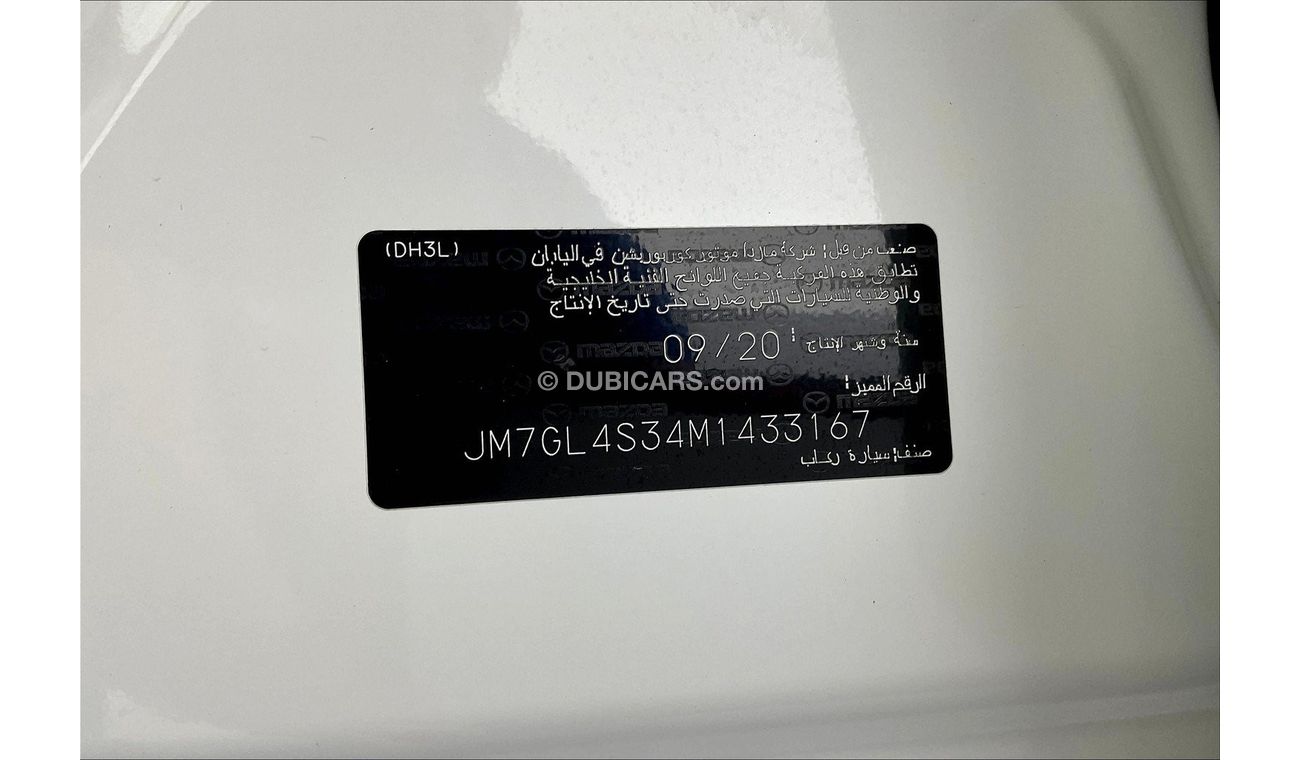 (DH3L)
صنعت من قبل: شركة مازدا موتور كوربوريشن في اليابان
تطابق هذه المركبة جميع اللوائح الفنية الخليجية
والوطنية للسيارات التي صدرت حتى تاريخ الإنتاج
سنة وشهر الإنتاج: 09/20
© DUBICARS.com
الرقم المميز:
JM7GL4S34M1433167
صنف: سيارة ركاب